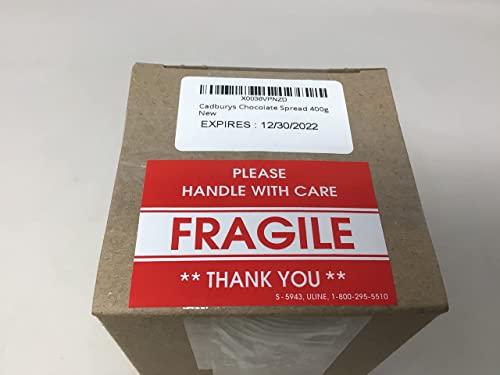 X0036VPNZD
Cadburys Chocolate Spread 400g
New
EXPIRES : 12/30/2022
PLEASE
HANDLE WITH CARE
FRAGILE
** THANK YOU **
S - 5943, ULINE, 1-800-295-5510